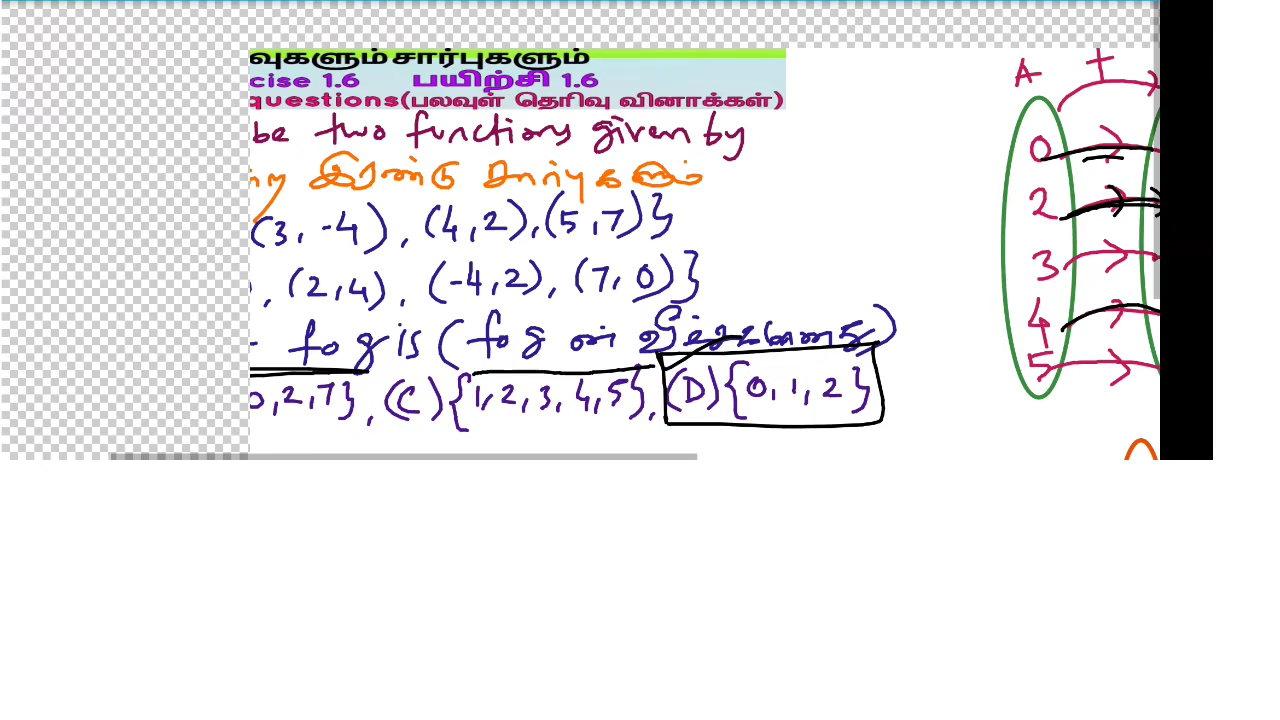 வுகளும் சார்புகளும்
cise 1.6 பயிற்சி 1.6
questions(பலவுள் தெரிவு வினாக்கள்)
be two functions given by
இரண்டு சார்புகளும்
(3, -4), (4,2), (5,7)}
, (2,4), (-4,2), (7,0)}
fog is (fog ன் வீச்சகமானது)
0,2,7}, (C){1,2,3,4,5}, (D){0,1,2}
A
0
2
3
4
5